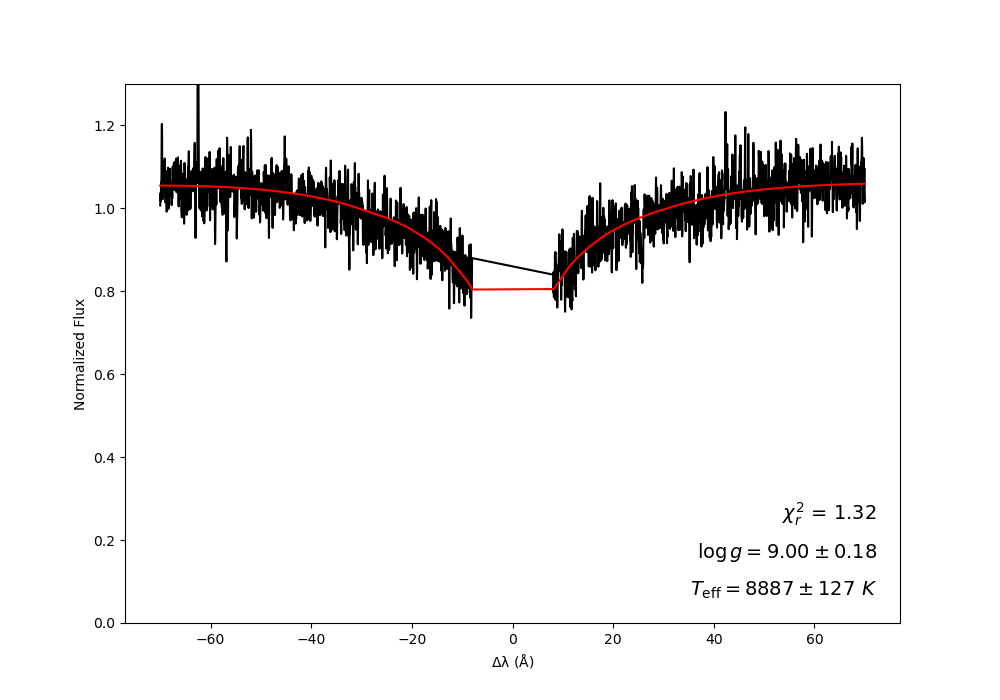 1.2
1.0
0.8
0.6
0.4
0.2
0.0
Normalized Flux
χ²ᵣ = 1.32
log g = 9.00 ± 0.18
T_eff = 8887 ± 127 K
−60 −40 −20 0 20 40 60
Δλ (Å)